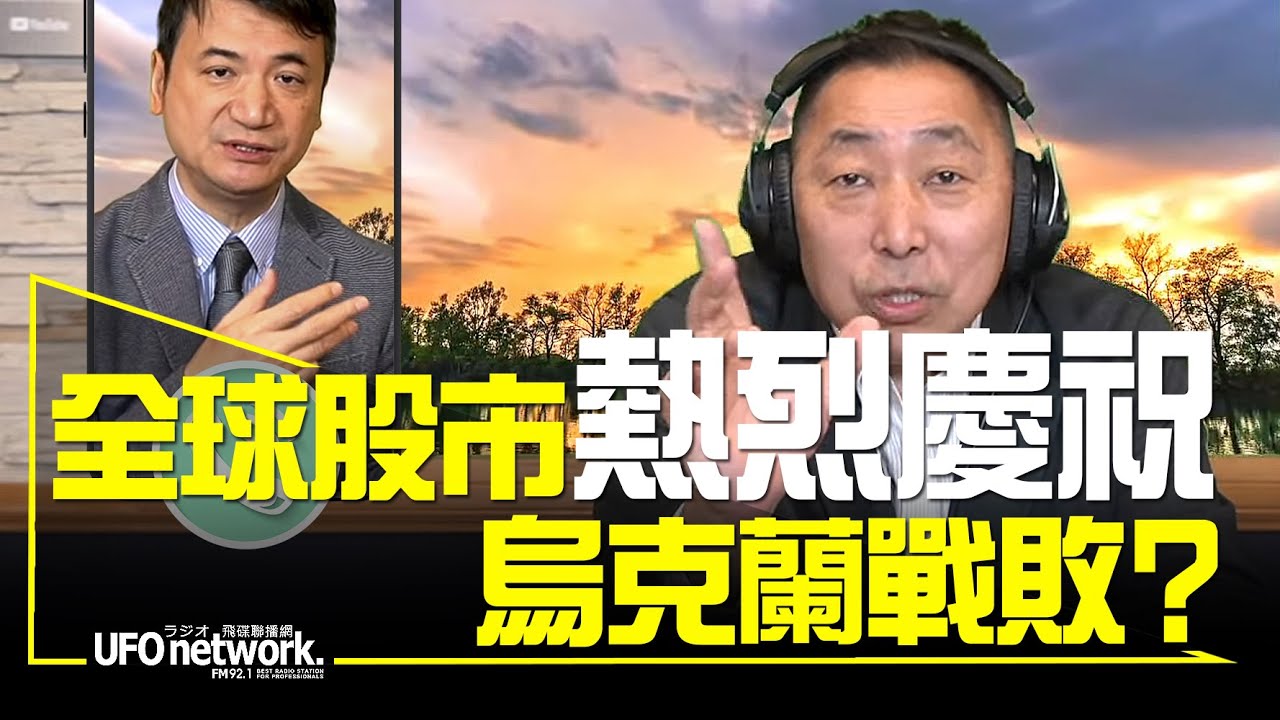 YouTube
全球股市熱烈慶祝
烏克蘭戰敗?
ラジオ 飛碟聯播網
UFO network.
FM92.1 BEST RADIO STATION
FOR PROFESSIONALS